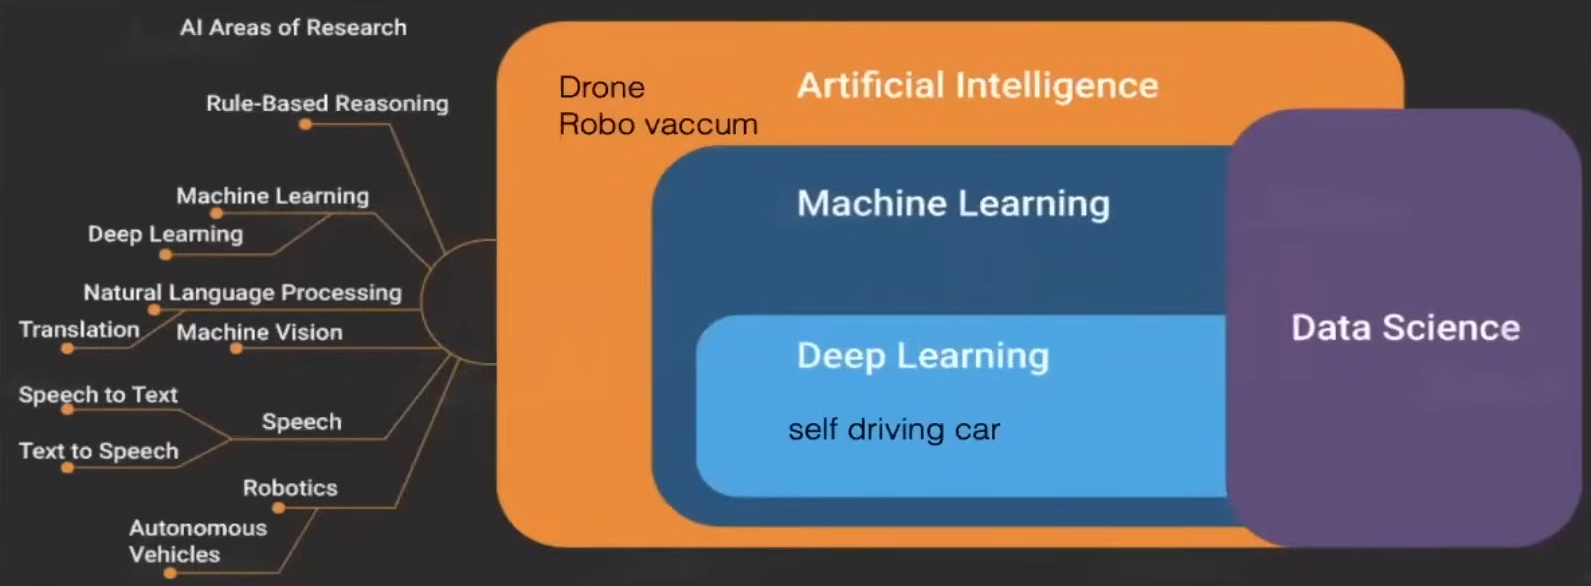 AI Areas of Research
Rule-Based Reasoning
Machine Learning
Deep Learning
Natural Language Processing
Translation
Machine Vision
Speech to Text
Speech
Text to Speech
Robotics
Autonomous
Vehicles
Drone
Robo vaccum
Artificial Intelligence
Machine Learning
Deep Learning
self driving car
Data Science